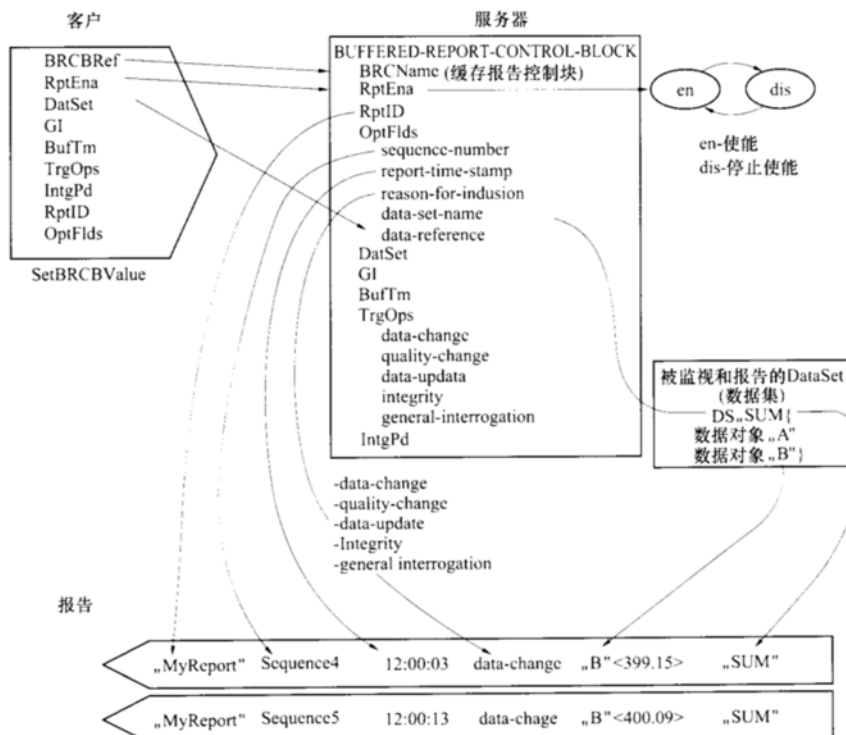 客户
BRCBRef
RptEna
DatSet
GI
BufTm
TrgOps
IntgPd
RptID
OptFlds
SetBRCBValue
服务器
BUFFERED-REPORT-CONTROL-BLOCK
BRCName (缓存报告控制块)
RptEna
RptID
OptFlds
sequence-number
report-time-stamp
reason-for-indusion
data-set-name
data-reference
DatSet
GI
BufTm
TrgOps
data-change
quality-change
data-updata
integrity
general-interrogation
IntgPd
en
dis
en-使能
dis-停止使能
被监视和报告的DataSet
(数据集)
DS„SUM{
数据对象„A"
数据对象„B"}
-data-change
-quality-change
-data-update
-Integrity
-general interrogation
报告
„MyReport" Sequence4 12:00:03 data-change „B"<399.15> „SUM"
„MyReport" Sequence5 12:00:13 data-chage „B"<400.09> „SUM"